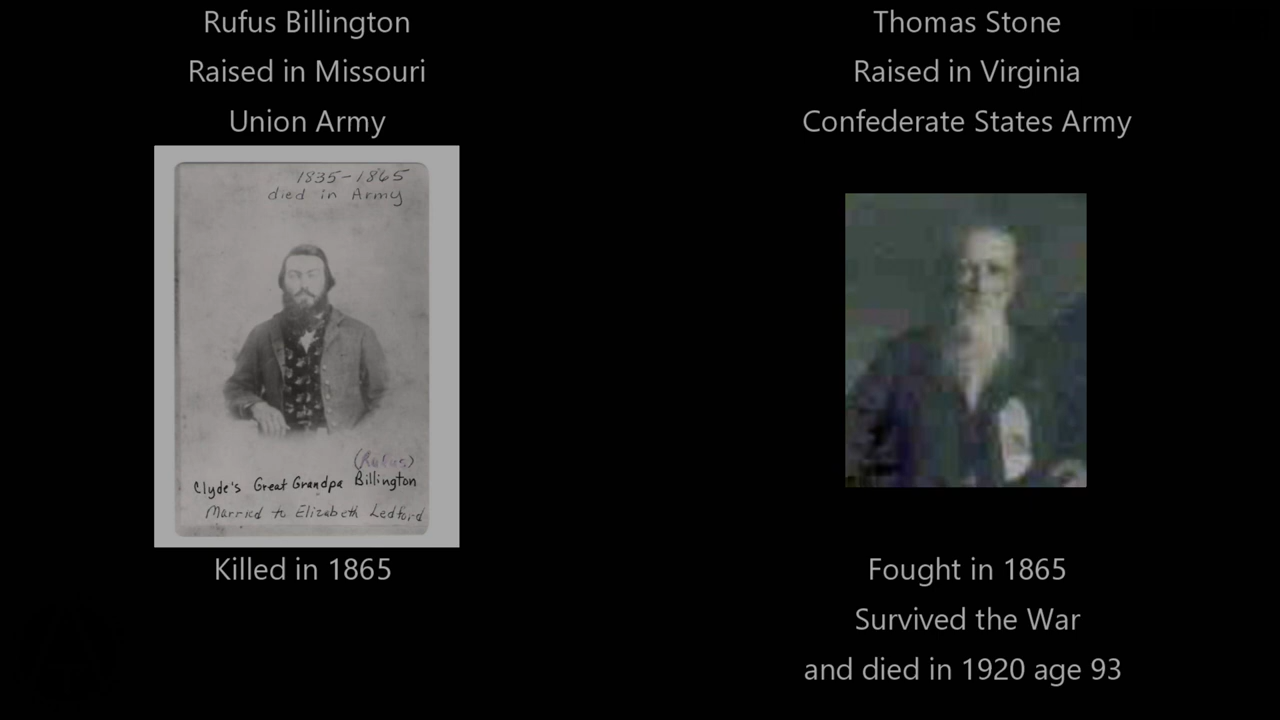 Rufus Billington
Raised in Missouri
Union Army
1835-1865
died in Army
(Rufus)
Clyde's Great Grandpa Billington
Married to Elizabeth Ledford
Killed in 1865
Thomas Stone
Raised in Virginia
Confederate States Army
Fought in 1865
Survived the War
and died in 1920 age 93